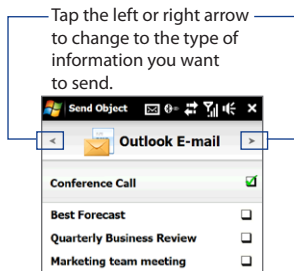 Tap the left or right arrow
to change to the type of
information you want
to send.
Send Object
Outlook E-mail
Conference Call
Best Forecast
Quarterly Business Review
Marketing team meeting